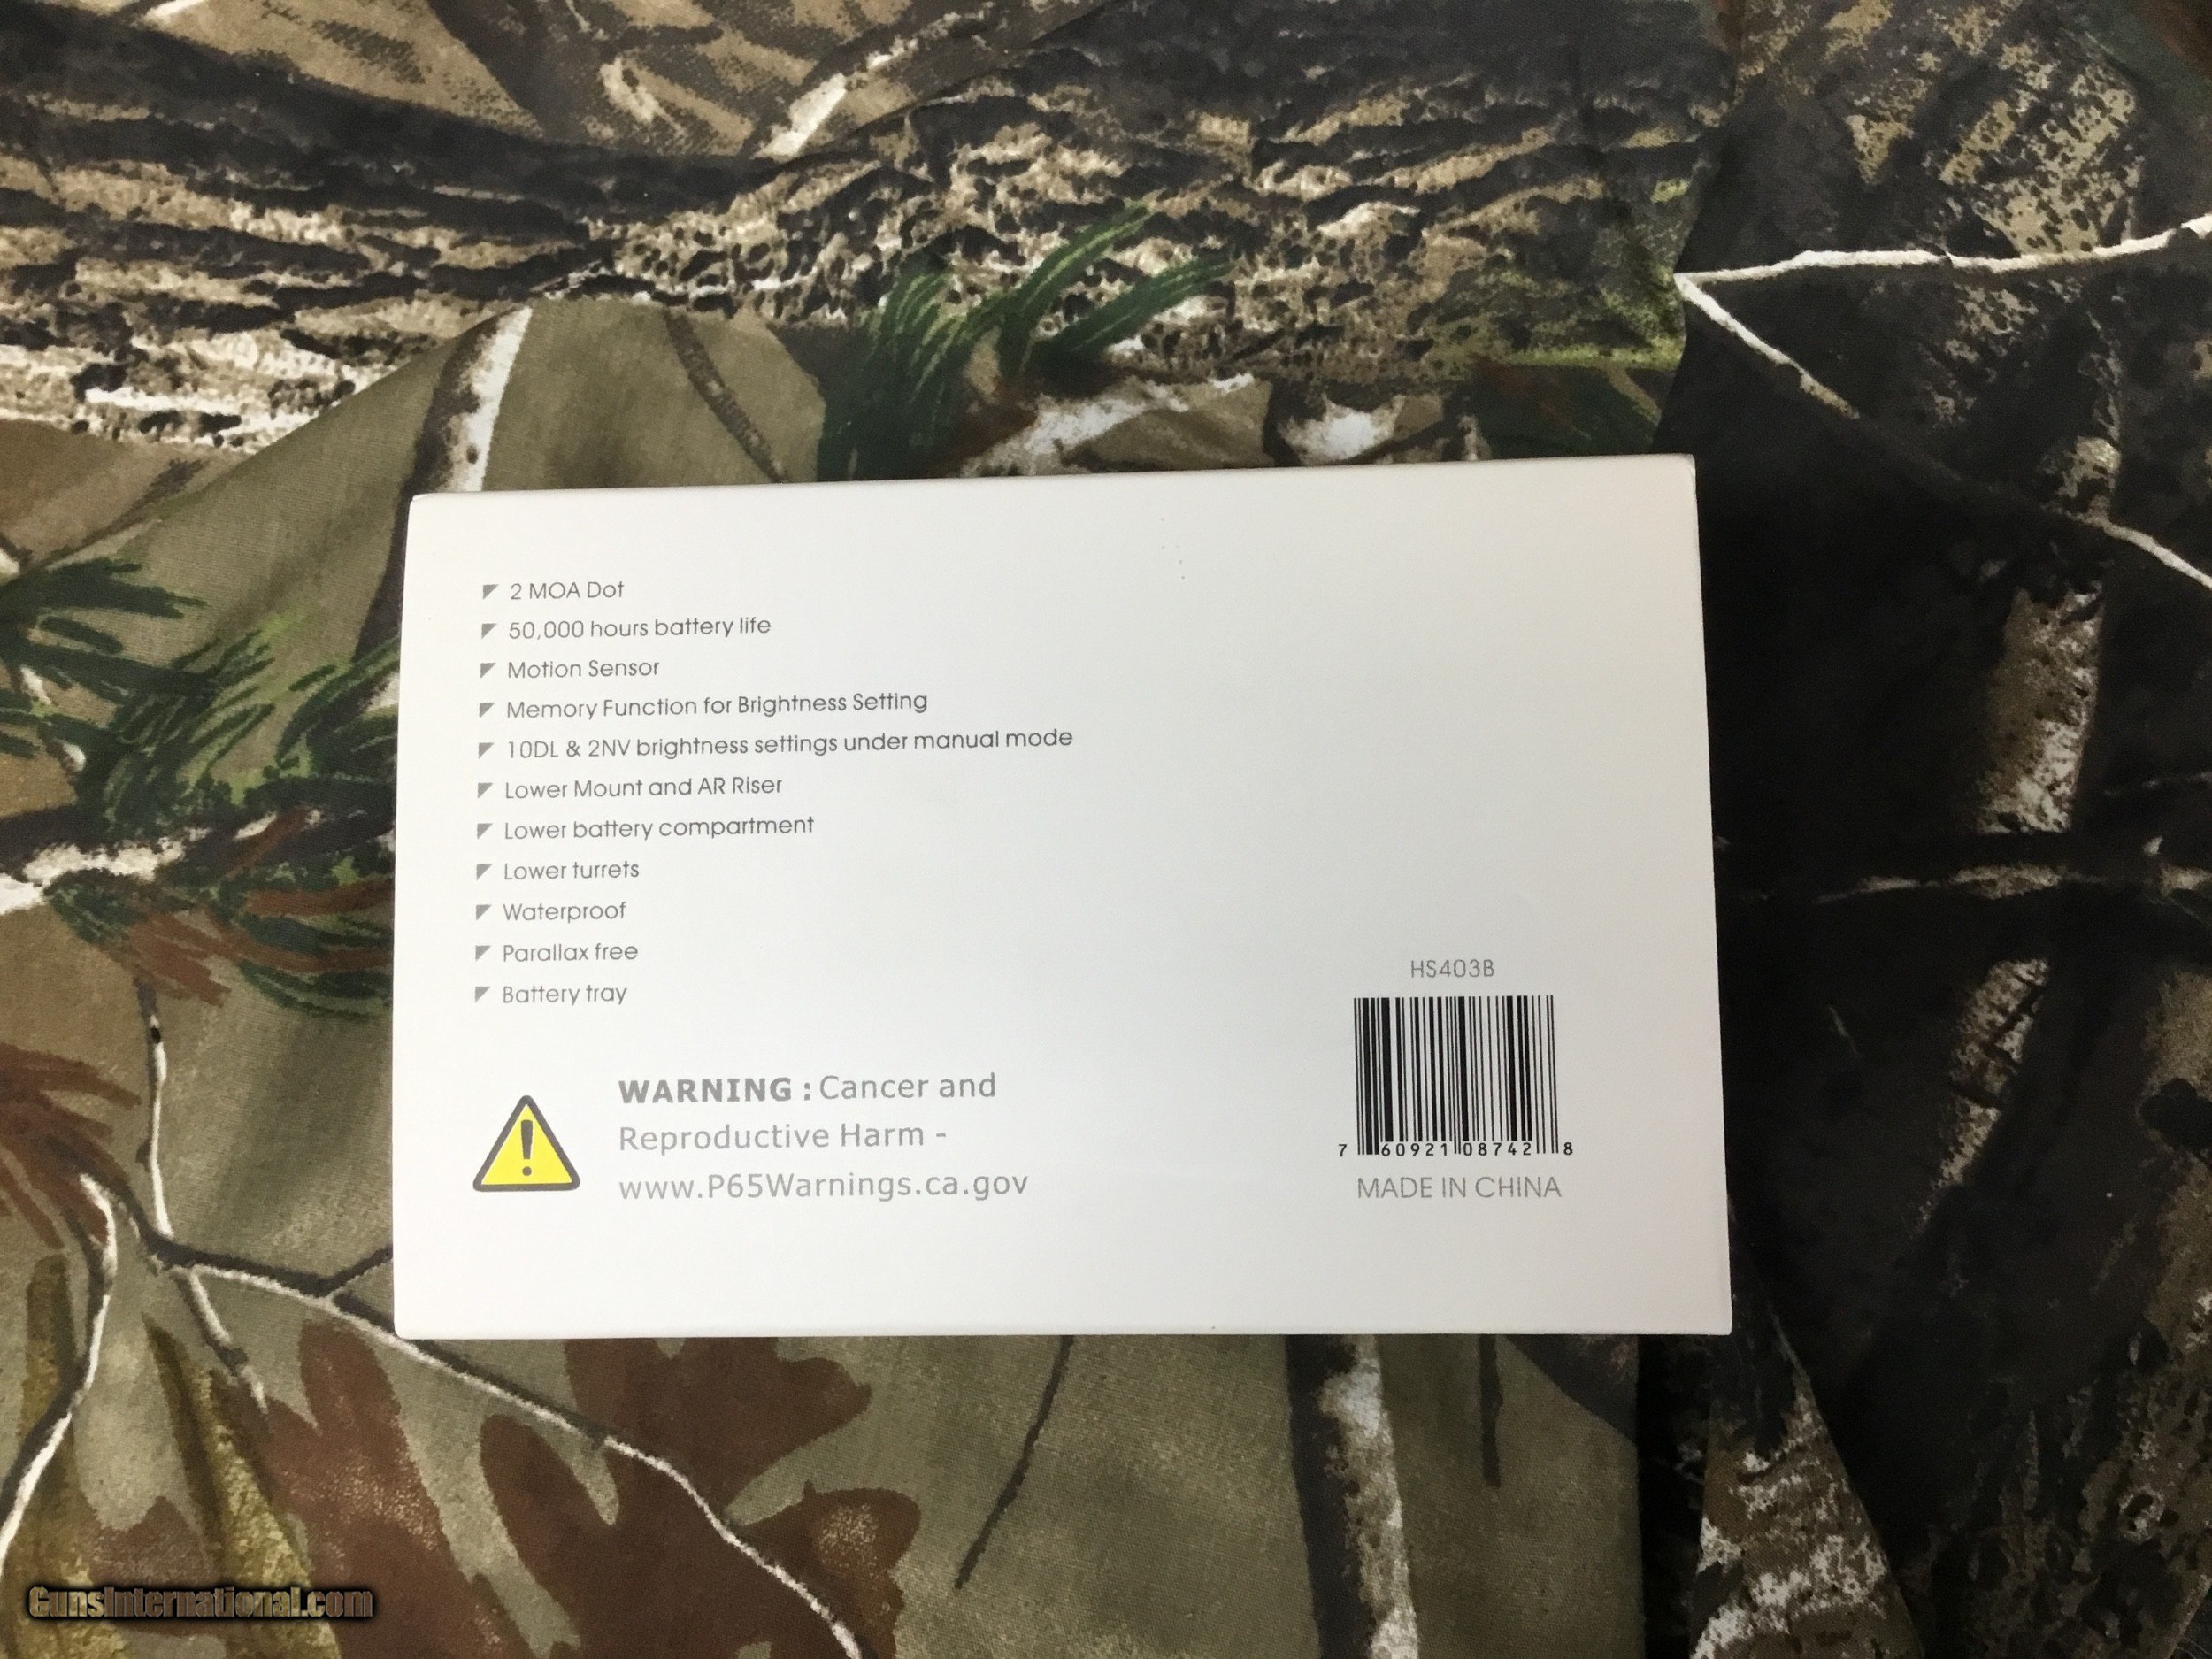 2 MOA Dot
50,000 hours battery life
Motion Sensor
Memory Function for Brightness Setting
10DL & 2NV brightness settings under manual mode
Lower Mount and AR Riser
Lower battery compartment
Lower turrets
Waterproof
Parallax free
Battery tray
WARNING : Cancer and
Reproductive Harm -
www.P65Warnings.ca.gov
HS403B
7 60921 08742 8
MADE IN CHINA
GunsInternational.com